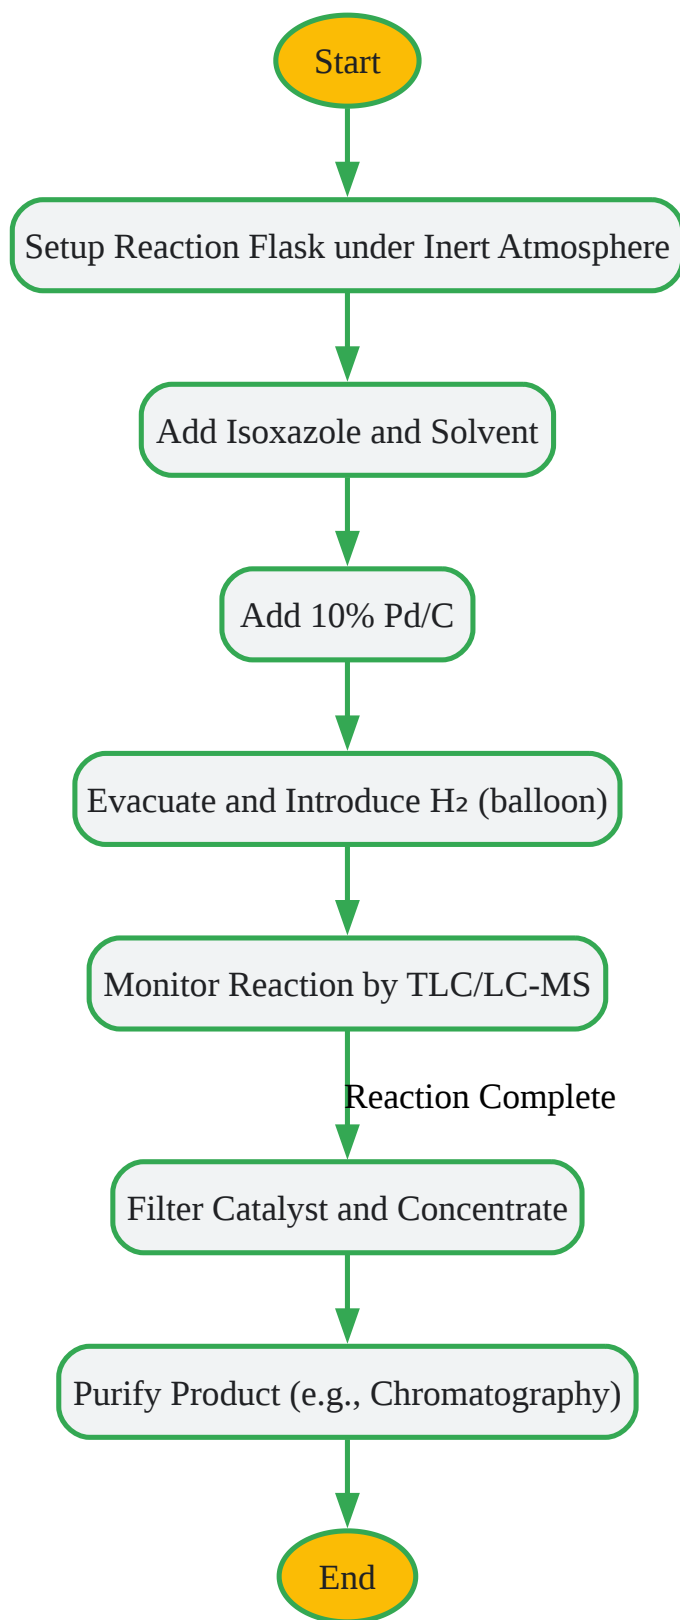 Start
Setup Reaction Flask under Inert Atmosphere
Add Isoxazole and Solvent
Add 10% Pd/C
Evacuate and Introduce H₂ (balloon)
Monitor Reaction by TLC/LC-MS
Reaction Complete
Filter Catalyst and Concentrate
Purify Product (e.g., Chromatography)
End